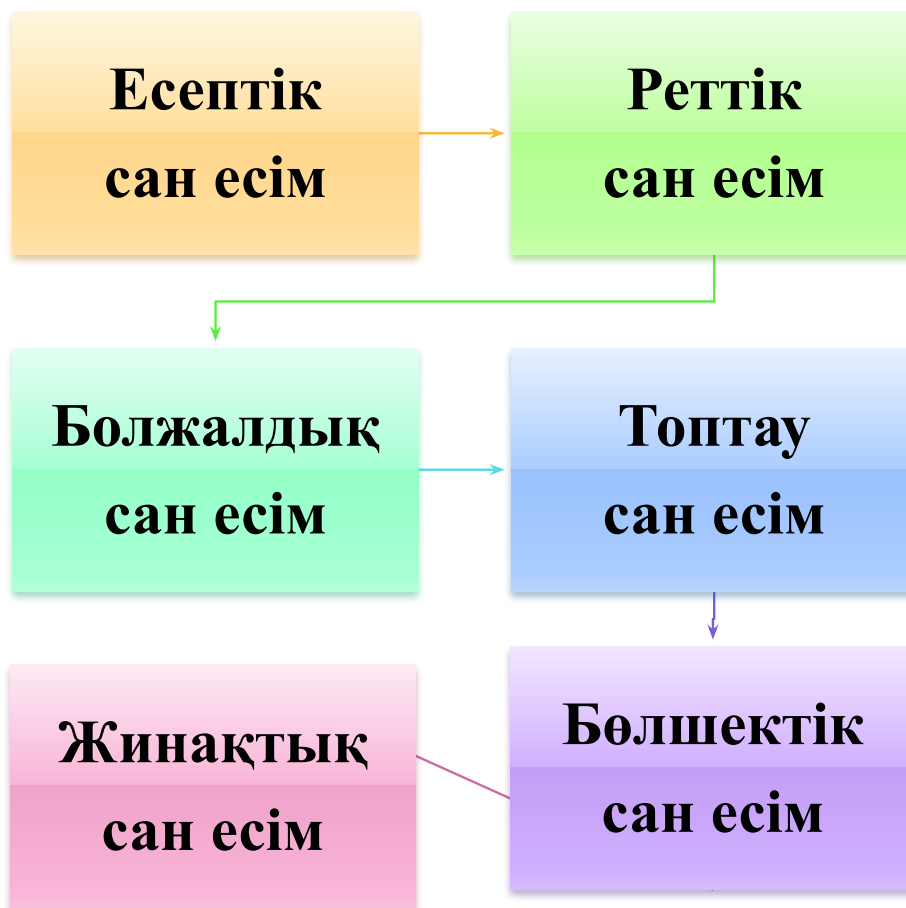 Есептік
сан есім
Реттік
сан есім
Болжалдық
сан есім
Топтау
сан есім
Жинақтық
сан есім
Бөлшектік
сан есім